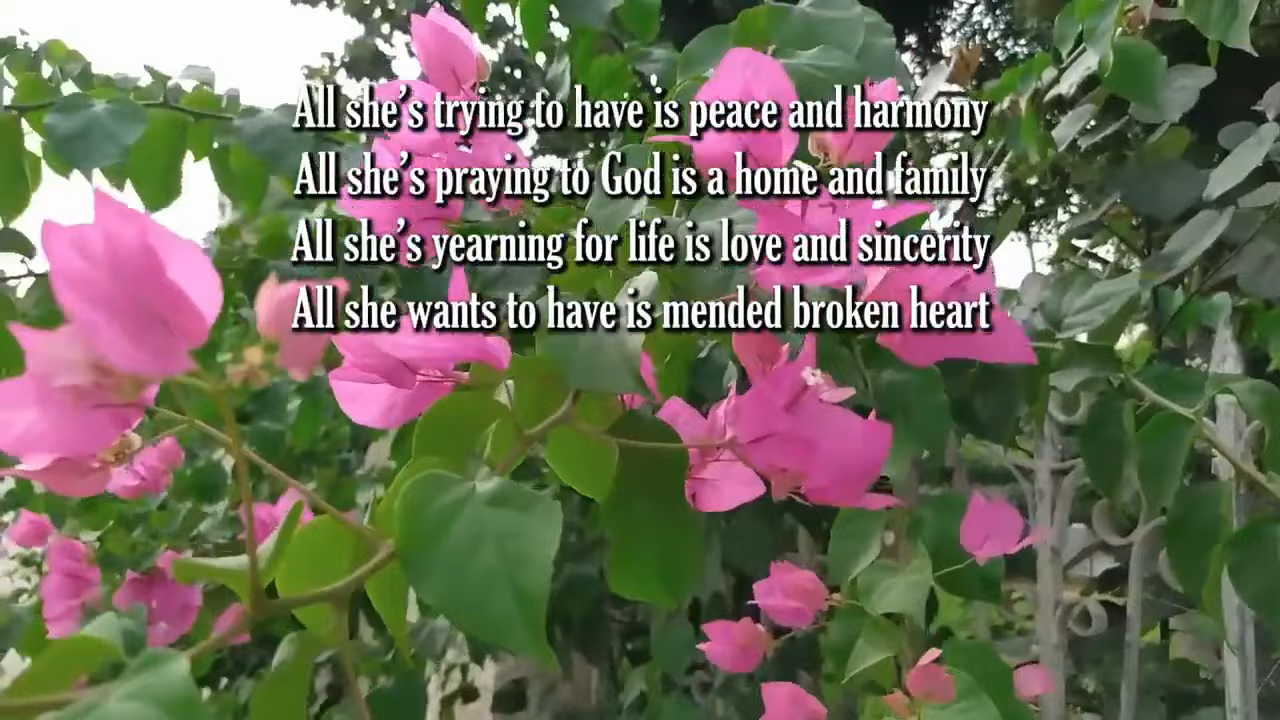 All she's trying to have is peace and harmony
All she's praying to God is a home and family
All she's yearning for life is love and sincerity
All she wants to have is mended broken heart